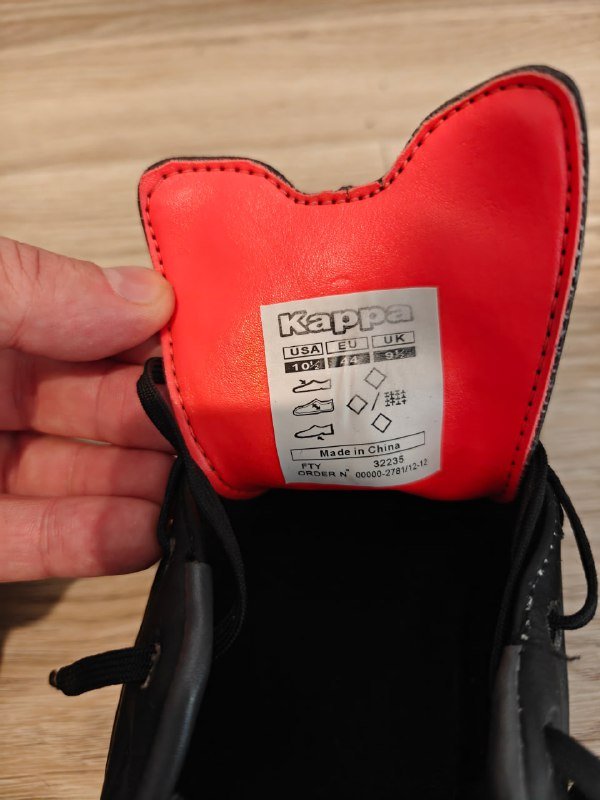 Kappa
USA EU UK
10½ 44 9½
Made in China
FTY 32235
ORDER N° 00000-2781/12-12